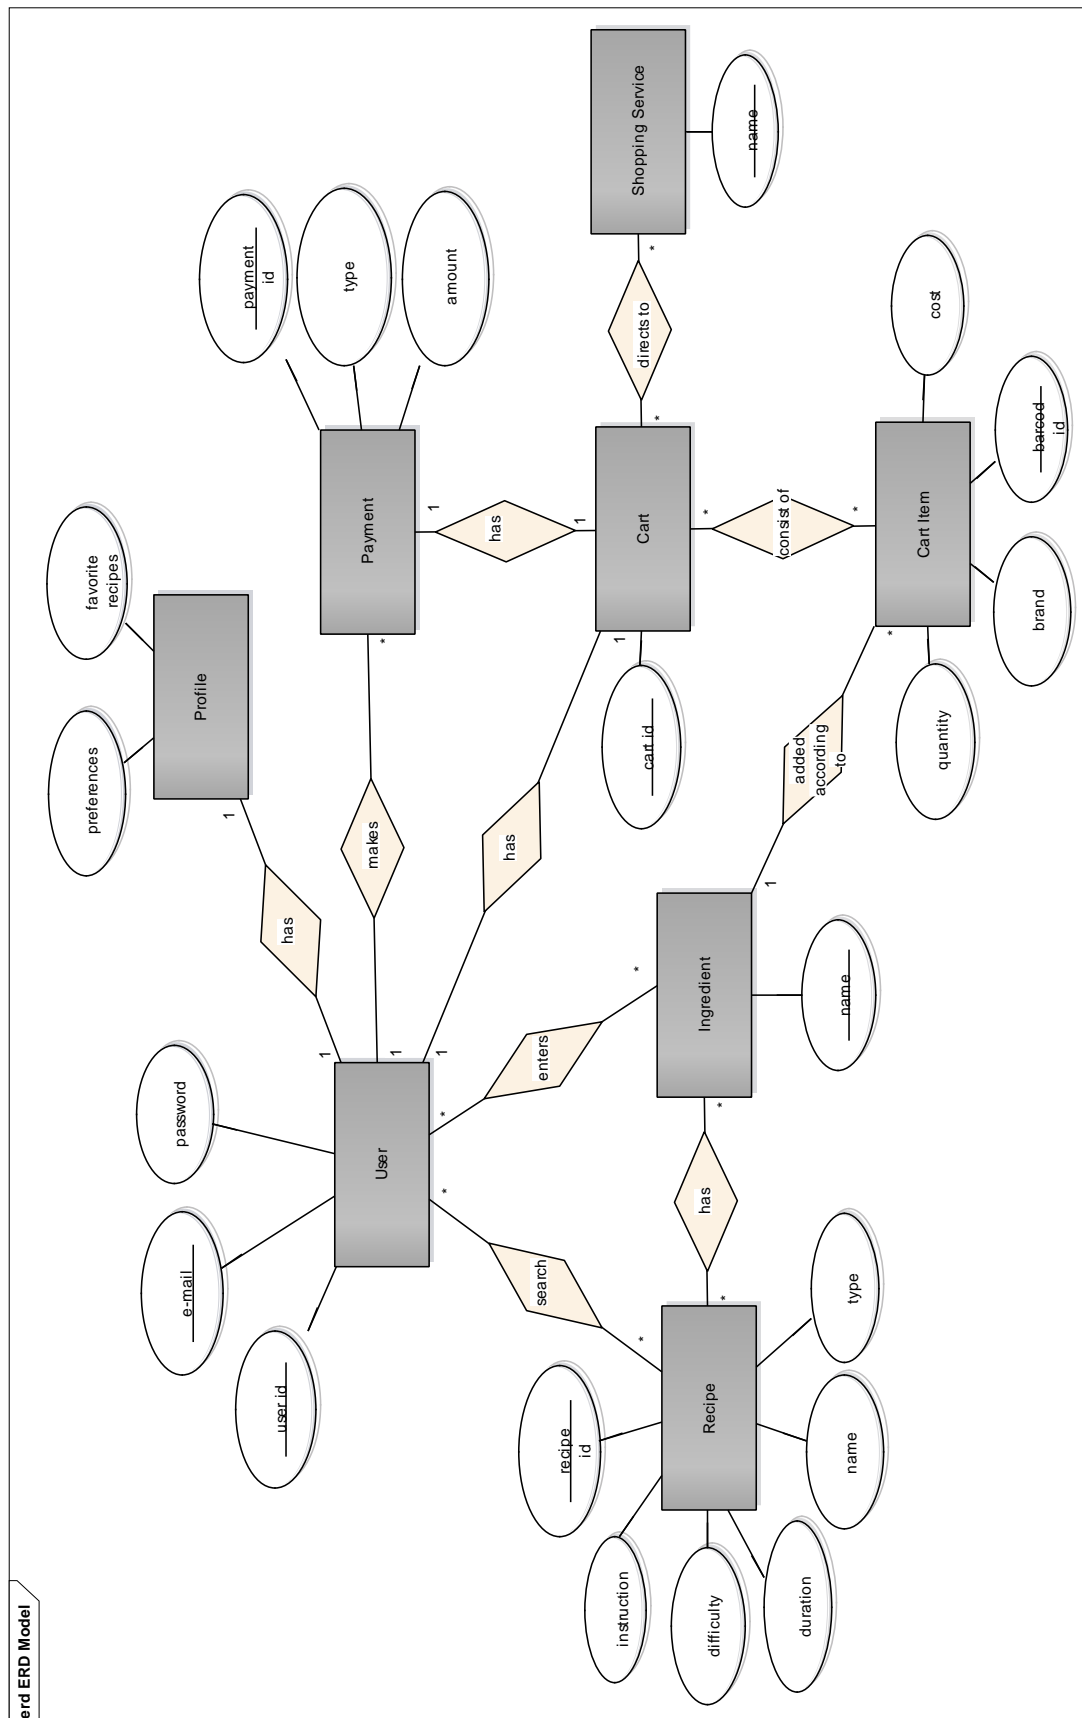 erd ERD Model
user id
e-mail
password
User
1
1
1
*
*
has
1
Profile
preferences
favorite
recipes
makes
*
Payment
payment
id
type
amount
has
1
1
has
1
Cart
cart id
*
*
directs to
*
Shopping Service
name
consist of
*
Cart Item
cost
barcod
id
brand
quantity
*
added
according
to
1
enters
*
Ingredient
name
*
has
*
search
*
Recipe
recipe
id
instruction
difficulty
duration
name
type